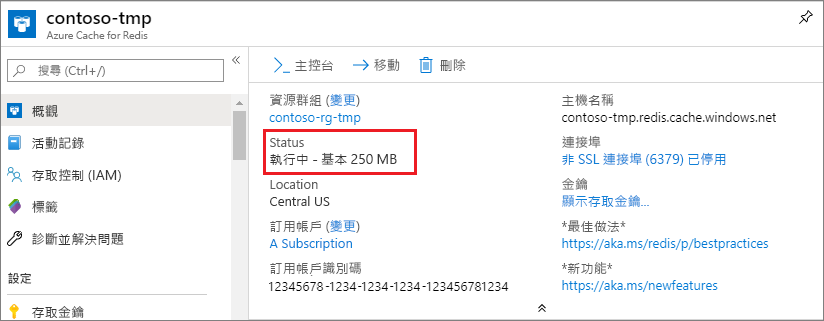 contoso-tmp
Azure Cache for Redis
搜尋 (Ctrl+/)
概觀
活動記錄
存取控制 (IAM)
標籤
診斷並解決問題
設定
存取金鑰
主控台
移動
刪除
資源群組 (變更)
contoso-rg-tmp
Status
執行中 - 基本 250 MB
Location
Central US
訂用帳戶 (變更)
A Subscription
訂用帳戶識別碼
12345678-1234-1234-1234-123456781234
主機名稱
contoso-tmp.redis.cache.windows.net
連接埠
非 SSL 連接埠 (6379) 已停用
金鑰
顯示存取金鑰...
*最佳做法*
https://aka.ms/redis/p/bestpractices
*新功能*
https://aka.ms/newfeatures